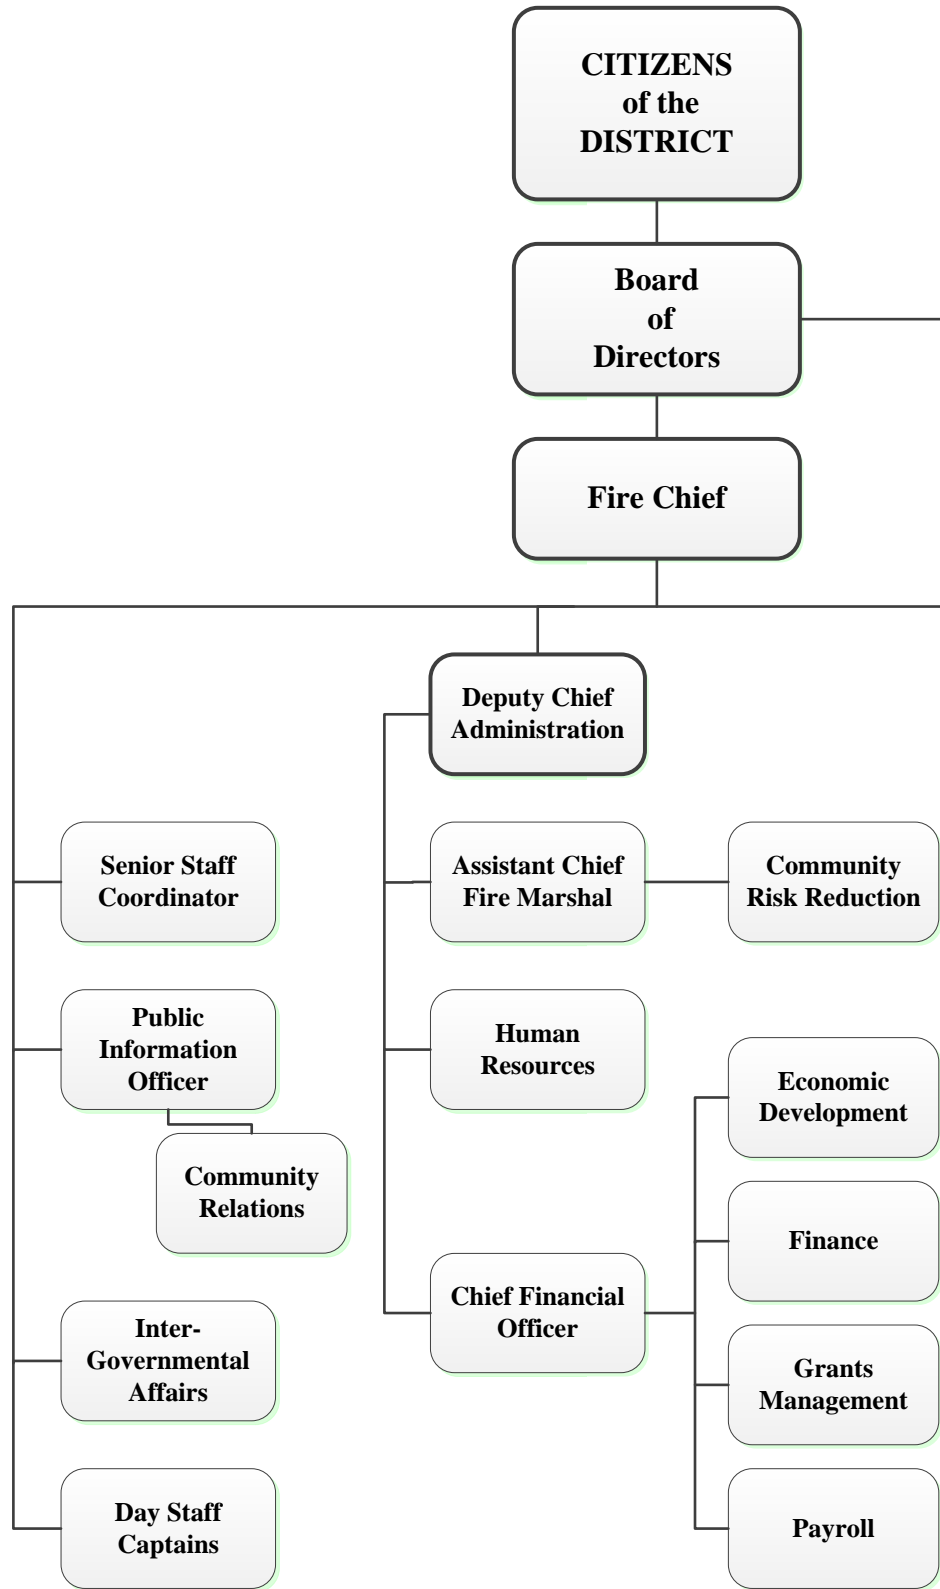 CITIZENS
of the
DISTRICT
Board
of
Directors
Fire Chief
Deputy Chief
Administration
Senior Staff
Coordinator
Assistant Chief
Fire Marshal
Community
Risk Reduction
Public
Information
Officer
Human
Resources
Economic
Development
Community
Relations
Finance
Chief Financial
Officer
Inter-
Governmental
Affairs
Grants
Management
Day Staff
Captains
Payroll